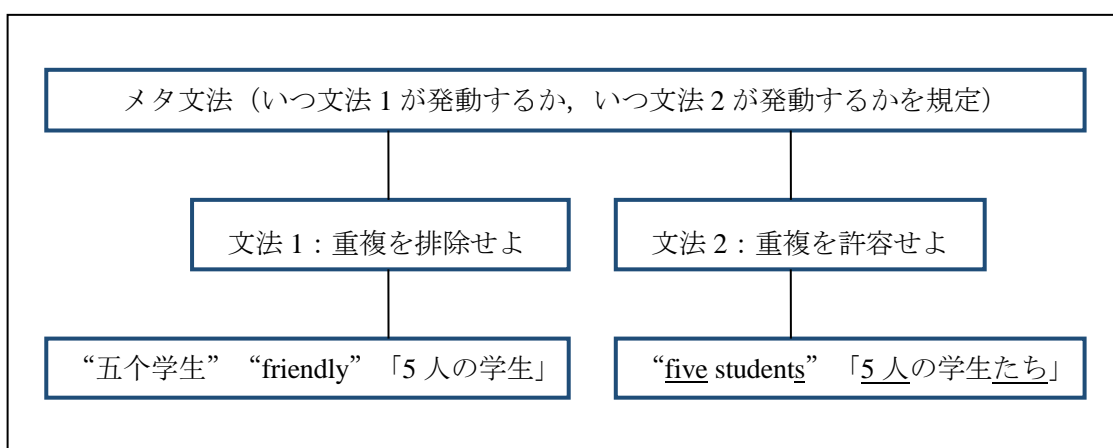 メタ文法（いつ文法 1 が発動するか，いつ文法 2 が発動するかを規定）
文法 1：重複を排除せよ
文法 2：重複を許容せよ
“五个学生” “friendly” 「5 人の学生」
“five students” 「5 人の学生たち」